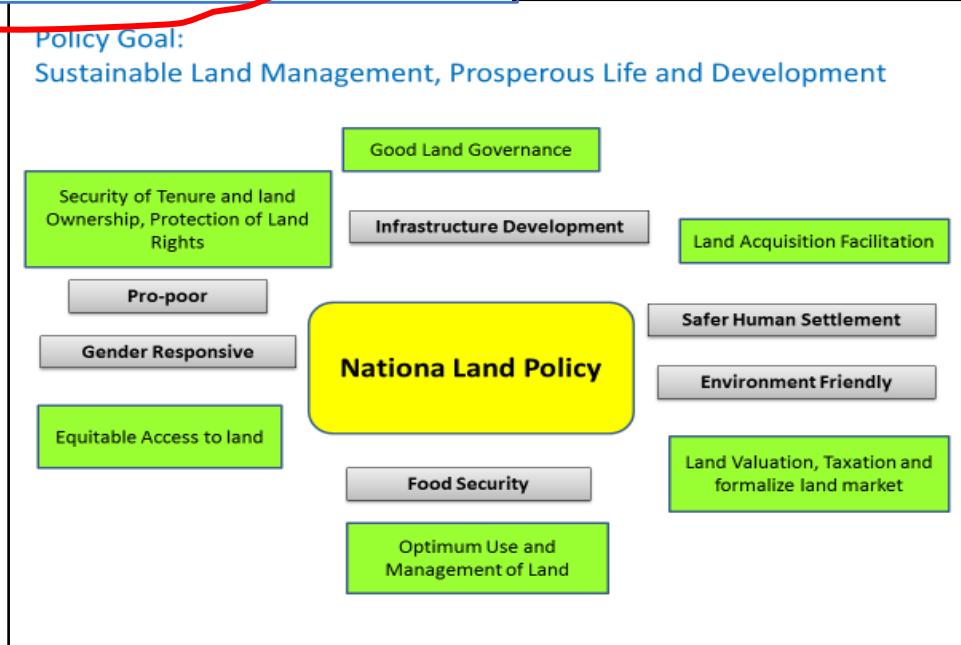 Policy Goal:
Sustainable Land Management, Prosperous Life and Development
Good Land Governance
Security of Tenure and land
Ownership, Protection of Land
Rights
Infrastructure Development
Land Acquisition Facilitation
Pro-poor
Safer Human Settlement
Gender Responsive
Nationa Land Policy
Environment Friendly
Equitable Access to land
Land Valuation, Taxation and
formalize land market
Food Security
Optimum Use and
Management of Land